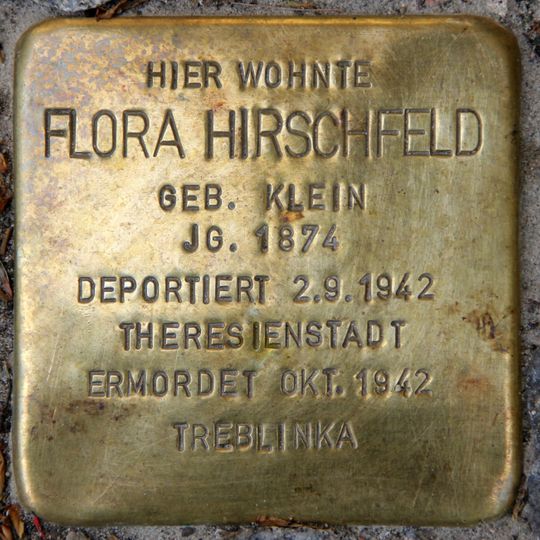 HIER WOHNTE
FLORA HIRSCHFELD
GEB. KLEIN
JG. 1874
DEPORTIERT 2.9.1942
THERESIENSTADT
ERMORDET OKT. 1942
TREBLINKA